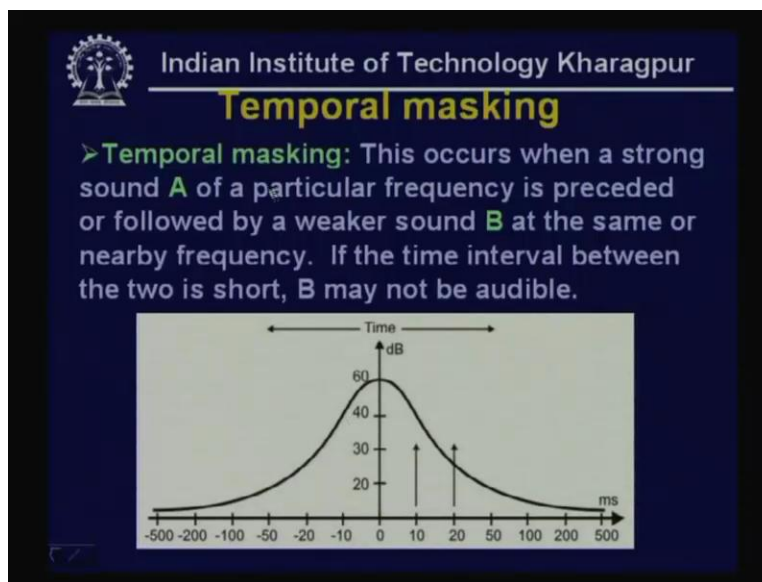 Indian Institute of Technology Kharagpur
Temporal masking
➢Temporal masking: This occurs when a strong
sound A of a particular frequency is preceded
or followed by a weaker sound B at the same or
nearby frequency. If the time interval between
the two is short, B may not be audible.
Time
dB
60
40
30
20
ms
-500 -200 -100 -50 -20 -10 0 10 20 50 100 200 500